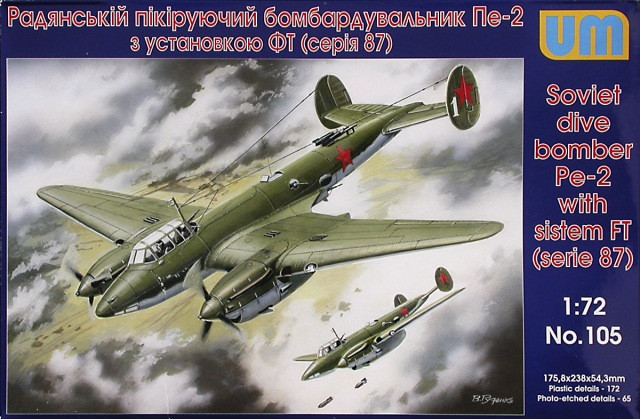 Радянській пікіруючий бомбардувальник Пе-2
з установкою ФТ (серія 87)
um
Soviet
dive
bomber
Pe-2
with
sistem FT
(serie 87)
1:72
No.105
175,8x238x54,3mm
Plastic details - 172
Photo-etched details - 65
1